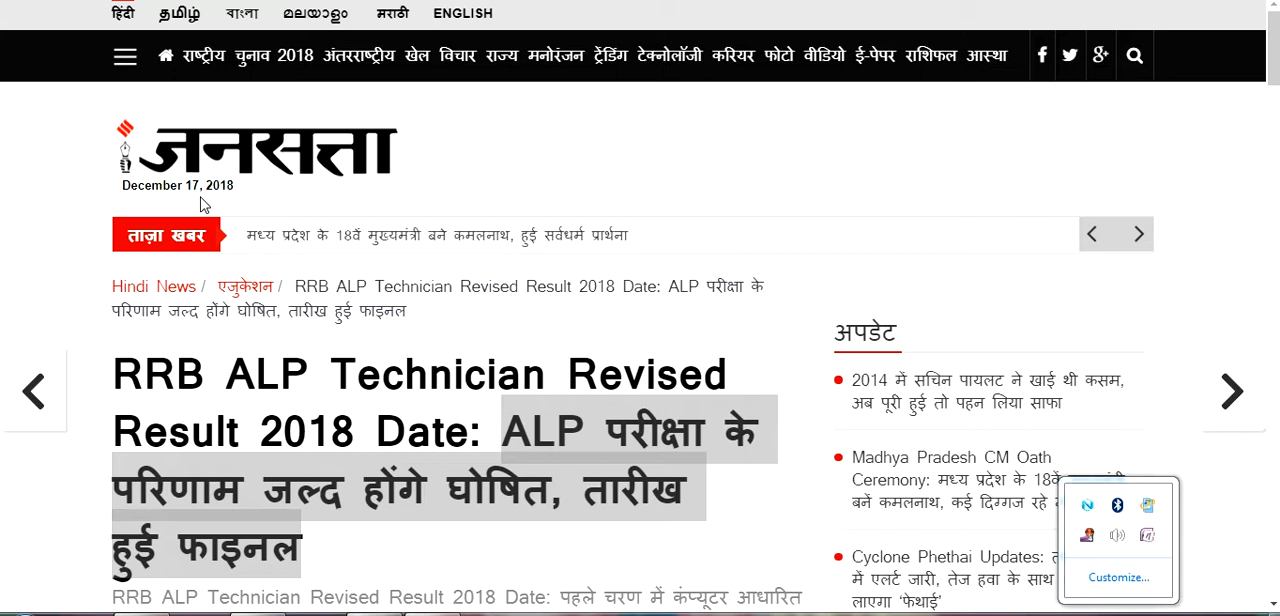 हिंदी தமிழ் বাংলা മലയാളം मराठी ENGLISH
राष्ट्रीय चुनाव 2018 अंतरराष्ट्रीय खेल विचार राज्य मनोरंजन ट्रेंडिंग टेक्नोलॉजी करियर फोटो वीडियो ई-पेपर राशिफल आस्था
जनसत्ता
December 17, 2018
ताज़ा खबर मध्य प्रदेश के 18वें मुख्यमंत्री बने कमलनाथ, हुई सर्वधर्म प्रार्थना
Hindi News / एजुकेशन / RRB ALP Technician Revised Result 2018 Date: ALP परीक्षा के
परिणाम जल्द होंगे घोषित, तारीख हुई फाइनल
RRB ALP Technician Revised
Result 2018 Date: ALP परीक्षा के
परिणाम जल्द होंगे घोषित, तारीख
हुई फाइनल
RRB ALP Technician Revised Result 2018 Date: पहले चरण में कंप्यूटर आधारित
अपडेट
2014 में सचिन पायलट ने खाई थी कसम,
अब पूरी हुई तो पहन लिया साफा
Madhya Pradesh CM Oath
Ceremony: मध्य प्रदेश के 18वें
बनें कमलनाथ, कई दिग्गज रहे
Cyclone Phethai Updates:
में एलर्ट जारी, तेज हवा के साथ
लाएगा ‘फेथाई’
Customize...